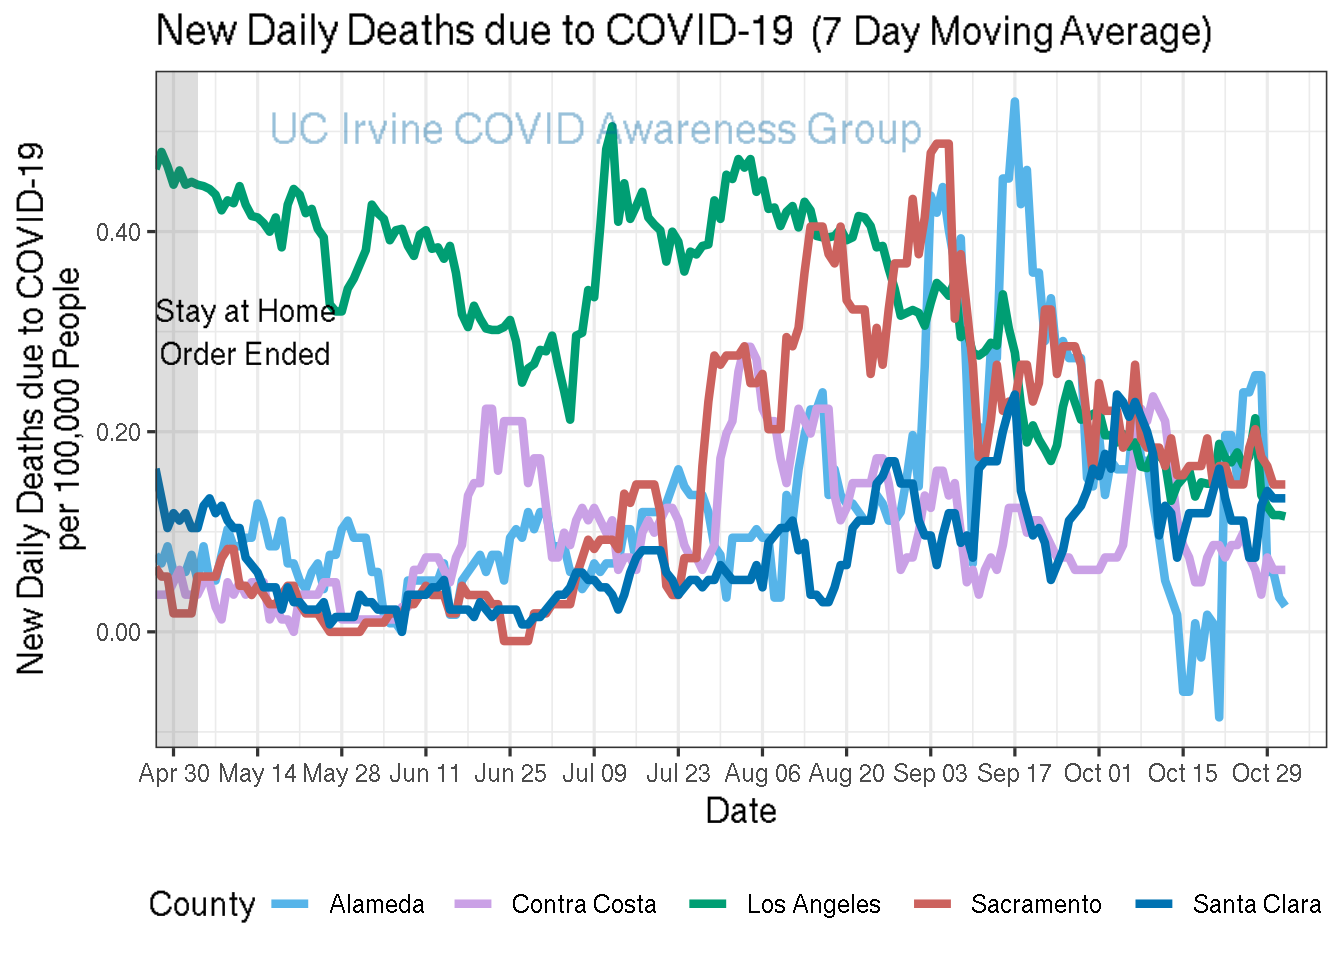 New Daily Deaths due to COVID-19 (7 Day Moving Average)
UC Irvine COVID Awareness Group
New Daily Deaths due to COVID-19
per 100,000 People
0.40
0.20
0.00
Stay at Home
Order Ended
Apr 30 May 14 May 28 Jun 11 Jun 25 Jul 09 Jul 23 Aug 06 Aug 20 Sep 03 Sep 17 Oct 01 Oct 15 Oct 29
Date
County Alameda Contra Costa Los Angeles Sacramento Santa Clara